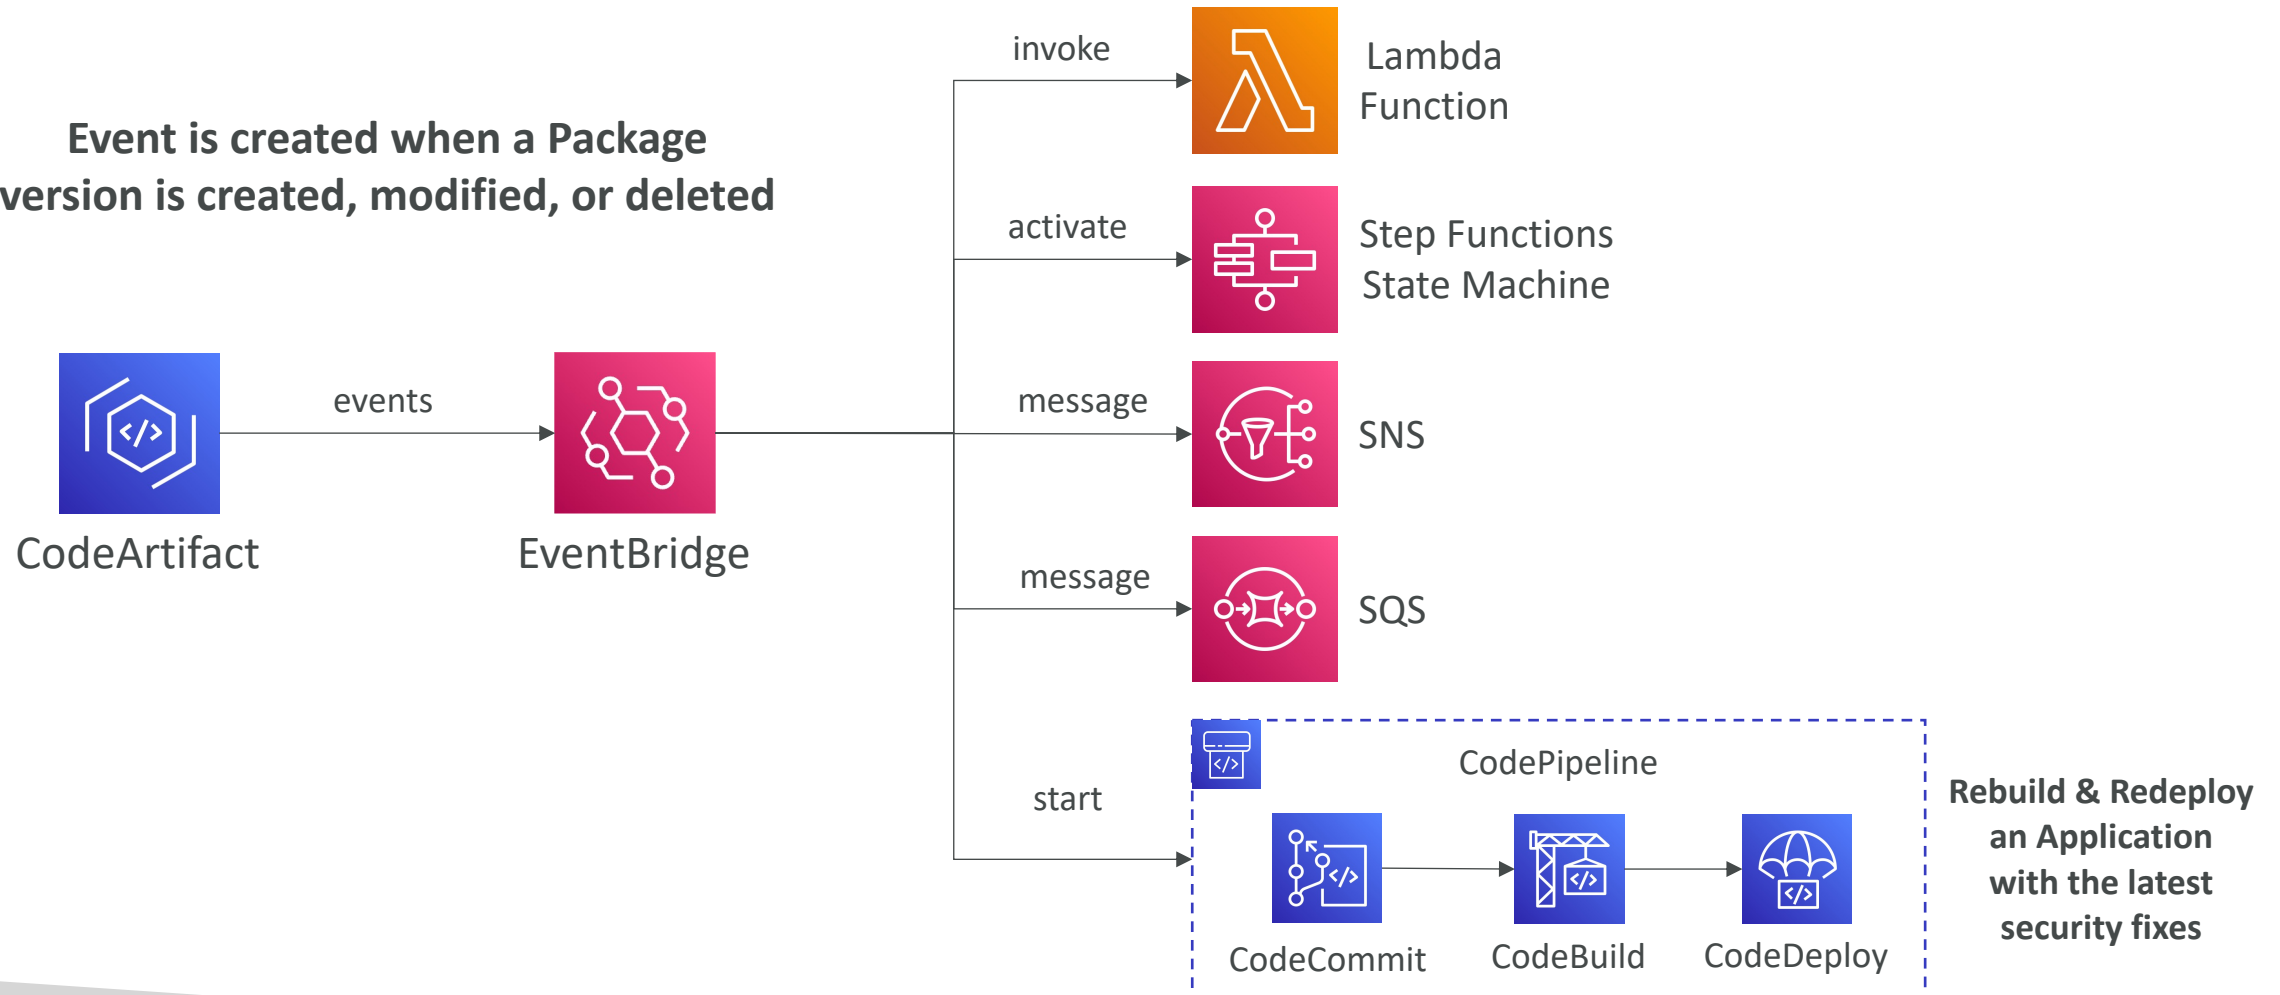 Event is created when a Package
version is created, modified, or deleted
CodeArtifact
events
EventBridge
invoke
Lambda
Function
activate
Step Functions
State Machine
message
SNS
message
SQS
start
CodePipeline
CodeCommit
CodeBuild
CodeDeploy
Rebuild & Redeploy
an Application
with the latest
security fixes